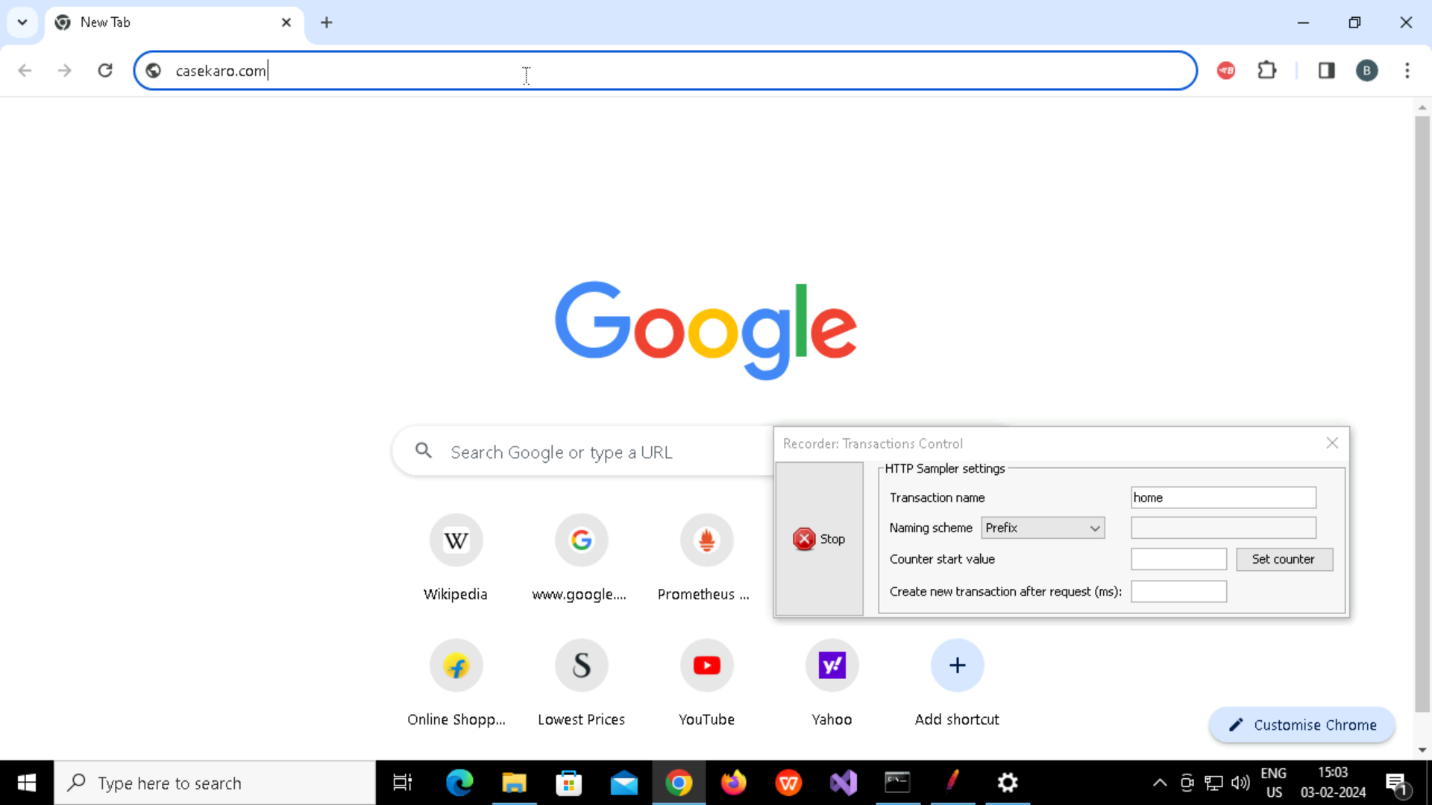 New Tab
casekaro.com
B
Google
Search Google or type a URL
Recorder: Transactions Control
HTTP Sampler settings
Transaction name
home
Naming scheme
Prefix
Stop
Counter start value
Set counter
Create new transaction after request (ms):
Wikipedia
www.google....
Prometheus ...
Online Shopp...
Lowest Prices
YouTube
Yahoo
Add shortcut
Customise Chrome
Type here to search
ENG
US
15:03
03-02-2024
1